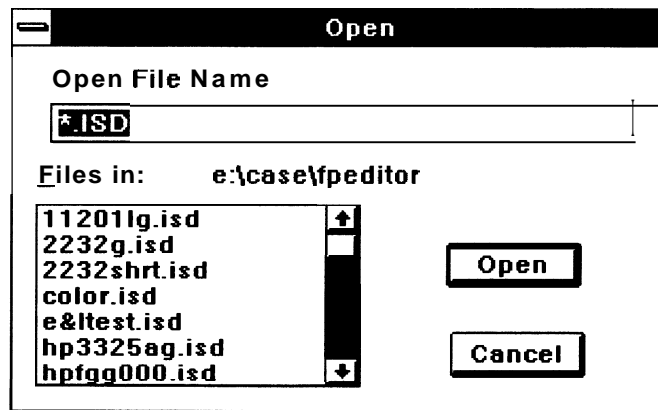 Open
Open File Name
*.ISD
Files in: e:\case\fpeditor
11201lg.isd
2232g.isd
2232shrt.isd
color.isd
e&ltest.isd
hp3325ag.isd
hpfgg000.isd
Open
Cancel